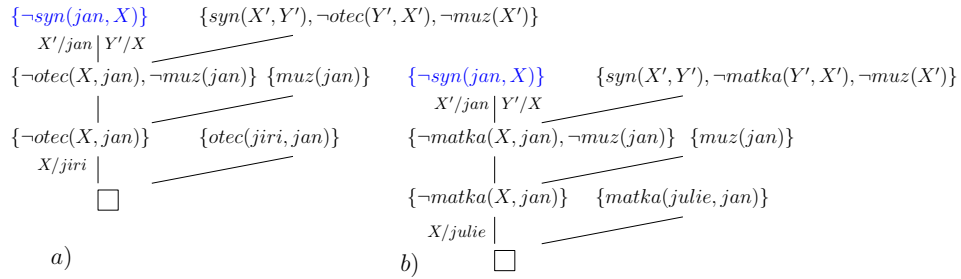 {¬syn(jan, X)} {syn(X′, Y′), ¬otec(Y′, X′), ¬muz(X′)}
X′/jan Y′/X
{¬otec(X, jan), ¬muz(jan)} {muz(jan)}
{¬otec(X, jan)} {otec(jiri, jan)}
X/jiri
a)
{¬syn(jan, X)} {syn(X′, Y′), ¬matka(Y′, X′), ¬muz(X′)}
X′/jan Y′/X
{¬matka(X, jan), ¬muz(jan)} {muz(jan)}
{¬matka(X, jan)} {matka(julie, jan)}
X/julie
b)